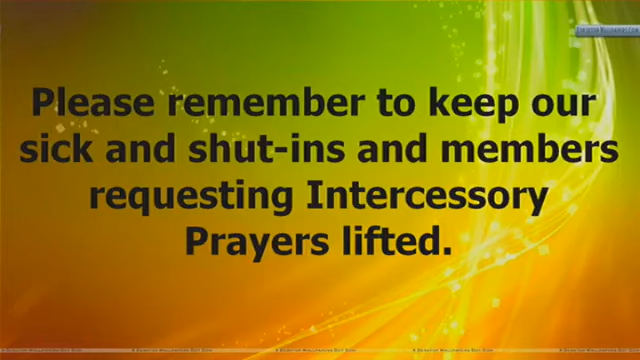 Please remember to keep our
sick and shut-ins and members
requesting Intercessory
Prayers lifted.